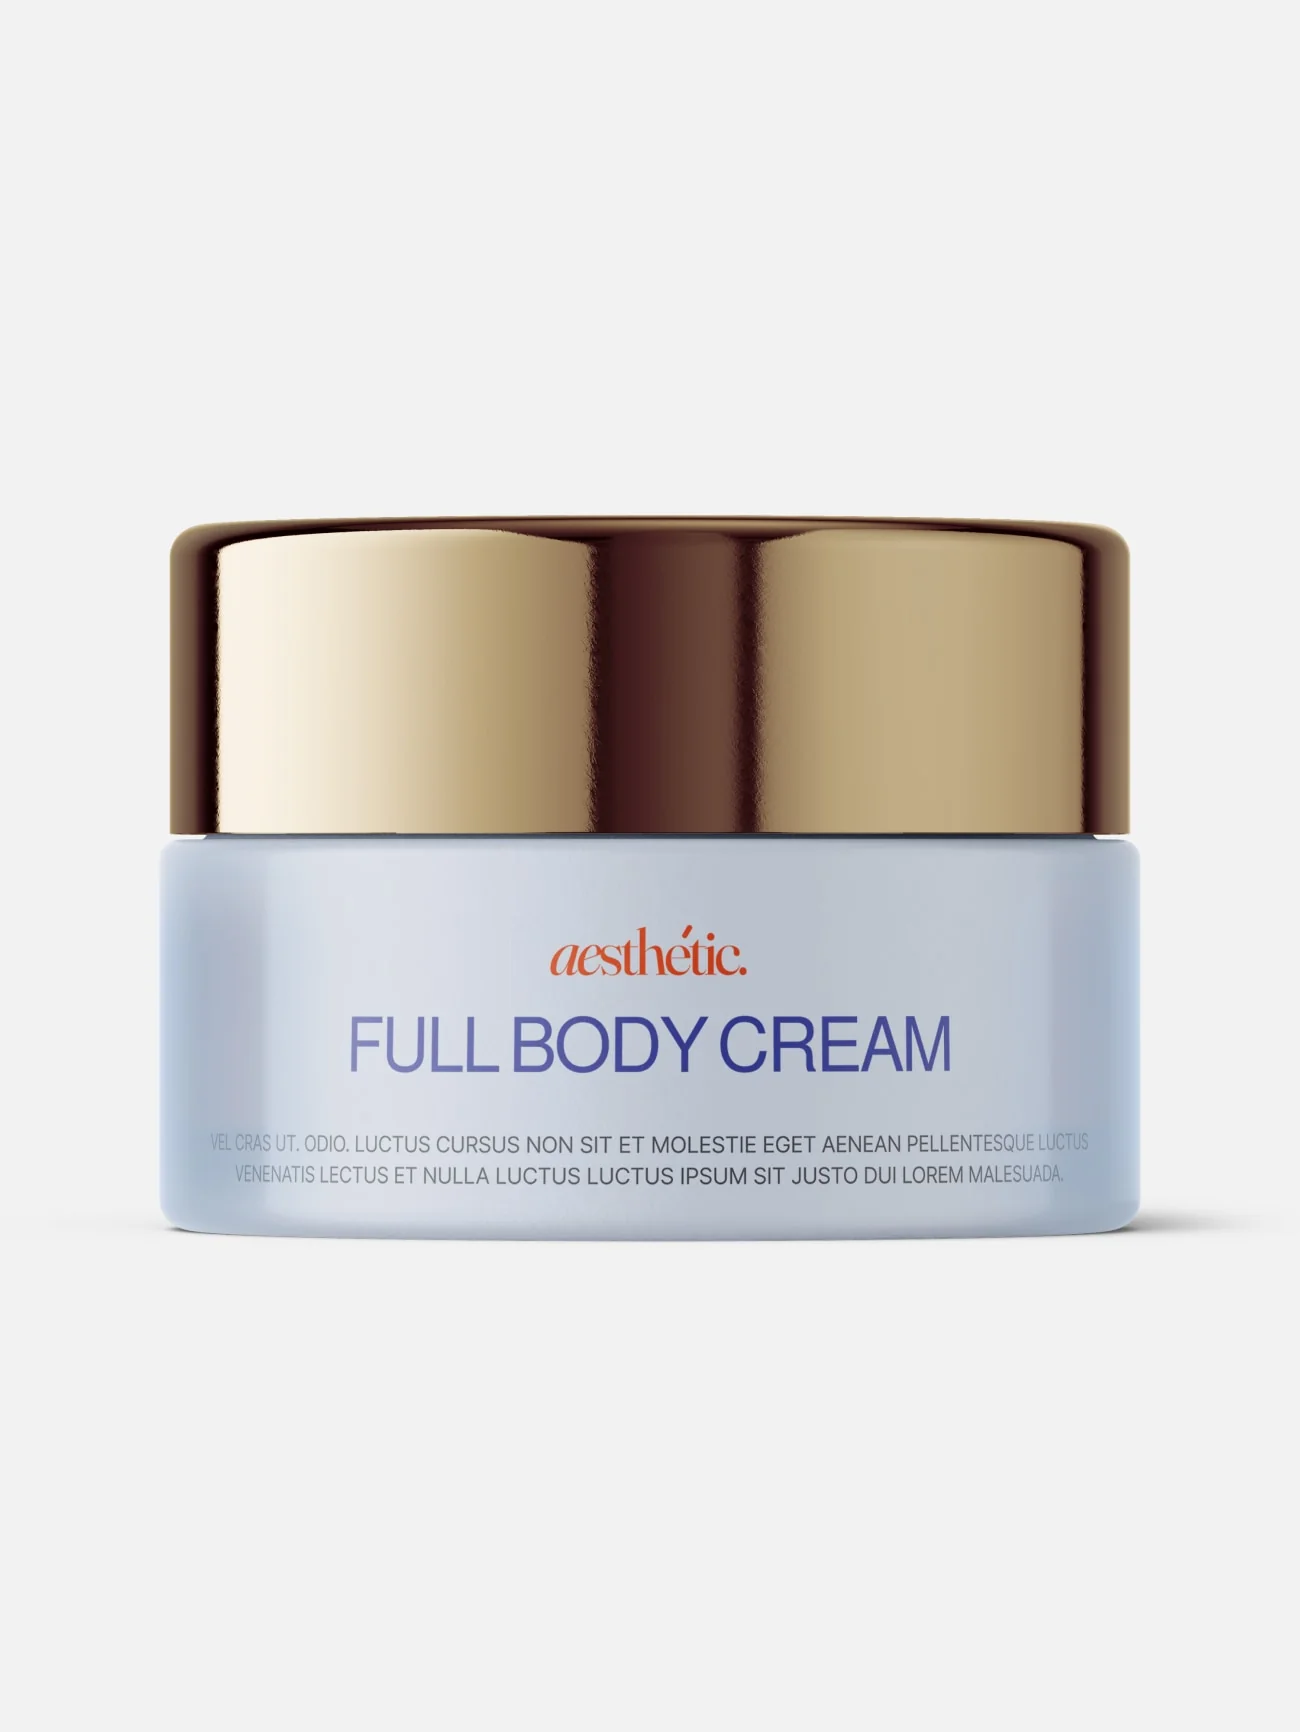 aesthétic.
FULL BODY CREAM
VEL CRAS UT. ODIO. LUCTUS CURSUS NON SIT ET MOLESTIE EGET AENEAN PELLENTESQUE LUCTUS
VENENATIS LECTUS ET NULLA LUCTUS LUCTUS IPSUM SIT JUSTO DUI LOREM MALESUADA.